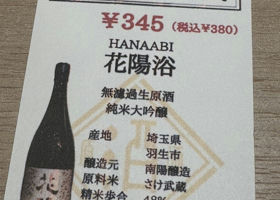 ¥345（税込¥380）
HANAABI
花陽浴
無濾過生原酒
純米大吟醸
産地 埼玉県
羽生市
醸造元 南陽醸造
原料米 さけ武蔵
精米歩合 48%